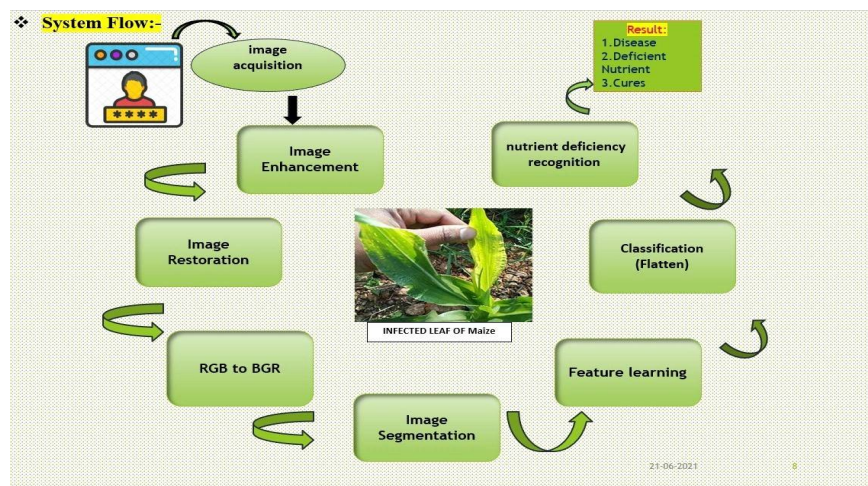 ❖ System Flow:-
image
acquisition
****
Image
Enhancement
Image
Restoration
RGB to BGR
Image
Segmentation
Feature learning
Classification
(Flatten)
nutrient deficiency
recognition
Result:
1.Disease
2.Deficient
Nutrient
3.Cures
INFECTED LEAF OF Maize
21-06-2021
8